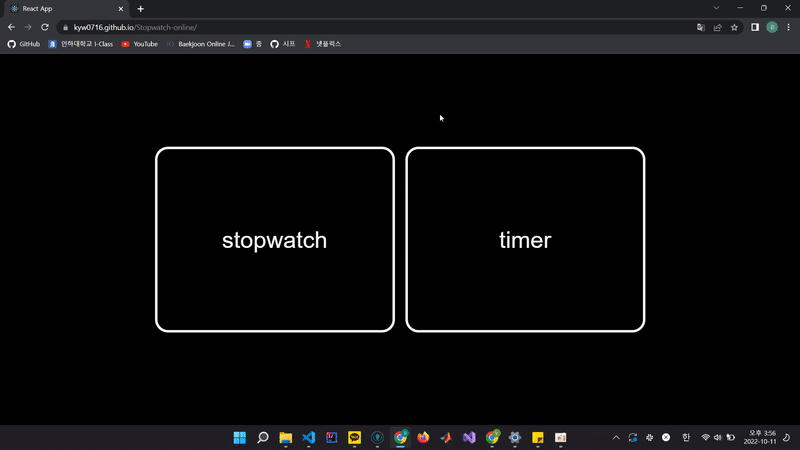 React App
kyw0716.github.io/Stopwatch-online/
GitHub
인하대학교 I-Class
YouTube
Baekjoon Online J...
줌
시프
넷플릭스
stopwatch
timer
한
오후 3:56
2022-10-11